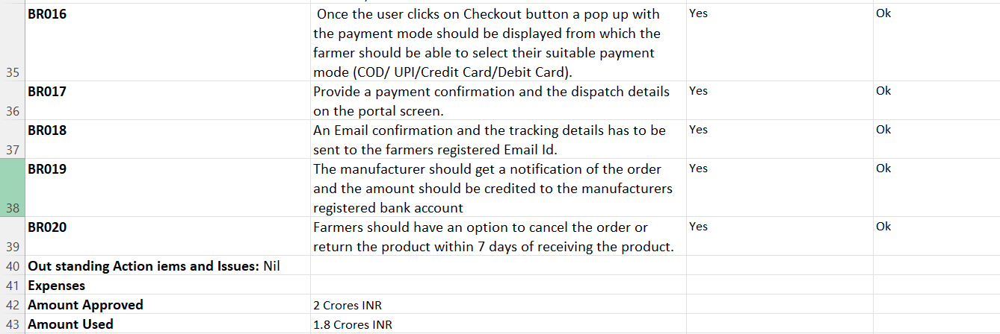 BR016 Once the user clicks on Checkout button a pop up with Yes Ok
the payment mode should be displayed from which the
farmer should be able to select their suitable payment
35 mode (COD/ UPI/Credit Card/Debit Card).
BR017 Provide a payment confirmation and the dispatch details Yes Ok
36 on the portal screen.
BR018 An Email confirmation and the tracking details has to be Yes Ok
37 sent to the farmers registered Email Id.
BR019 The manufacturer should get a notification of the order Yes Ok
and the amount should be credited to the manufacturers
38 registered bank account
BR020 Farmers should have an option to cancel the order or Yes Ok
39 return the product within 7 days of receiving the product.
40 Out standing Action iems and Issues: Nil
41 Expenses
42 Amount Approved 2 Crores INR
43 Amount Used 1.8 Crores INR